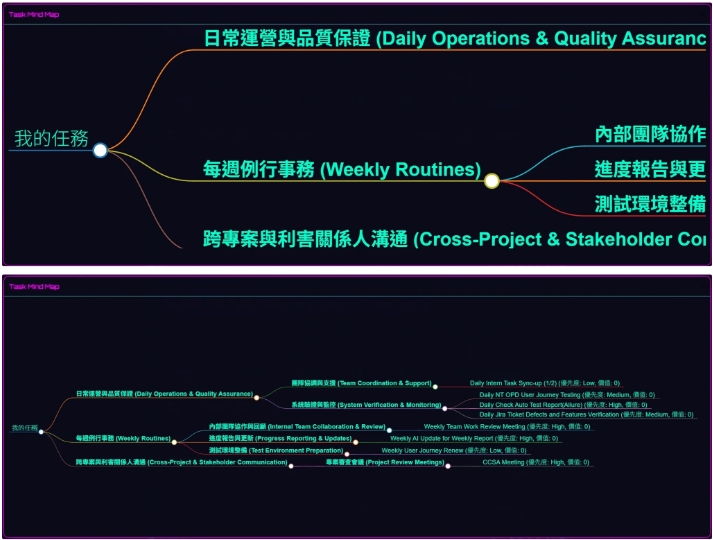 Task Mind Map
日常運營與品質保證 (Daily Operations & Quality Assuranc
我的任務
內部團隊協作
每週例行事務 (Weekly Routines)
進度報告與更
測試環境整備
跨專案與利害關係人溝通 (Cross-Project & Stakeholder Con
Task Mind Map
團隊協調與支援 (Team Coordination & Support)
Daily Intern Task Sync-up (1/2) (優先度: Low, 價值: 0)
日常運營與品質保證 (Daily Operations & Quality Assurance)
Daily NT OPD User Journey Testing (優先度: Medium, 價值: 0)
系統驗證與監控 (System Verification & Monitoring)
Daily Check Auto Test Report(Allure) (優先度: High, 價值: 0)
Daily Jira Ticket Defects and Features Verification (優先度: Medium, 價值: 0)
我的任務
內部團隊協作與回顧 (Internal Team Collaboration & Review)
Weekly Team Work Review Meeting (優先度: High, 價值: 0)
每週例行事務 (Weekly Routines)
進度報告與更新 (Progress Reporting & Updates)
Weekly AI Update for Weekly Report (優先度: High, 價值: 0)
測試環境整備 (Test Environment Preparation)
Weekly User Journey Renew (優先度: Low, 價值: 0)
跨專案與利害關係人溝通 (Cross-Project & Stakeholder Communication)
專案審查會議 (Project Review Meetings)
CCSA Meeting (優先度: High, 價值: 0)